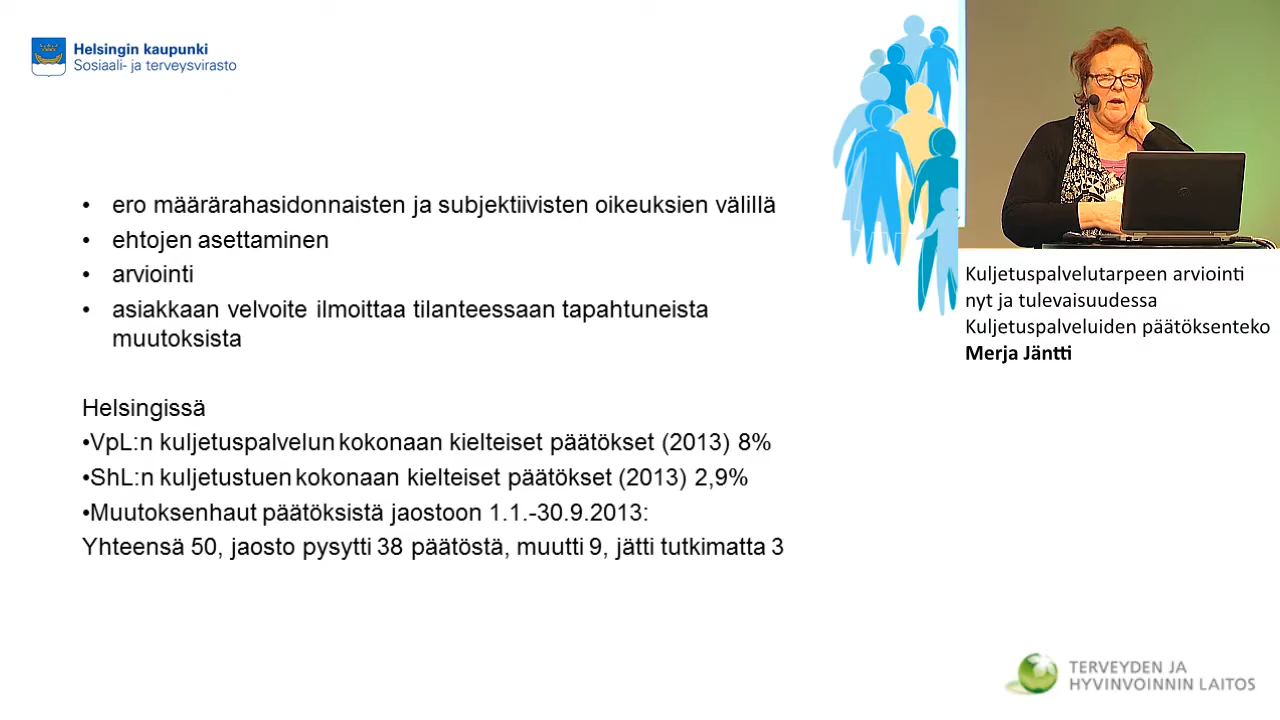 Helsingin kaupunki
Sosiaali- ja terveysvirasto
• ero määrärahasidonnaisten ja subjektiivisten oikeuksien välillä
• ehtojen asettaminen
• arviointi
• asiakkaan velvoite ilmoittaa tilanteessaan tapahtuneista
muutoksista
Helsingissä
•VpL:n kuljetuspalvelun kokonaan kielteiset päätökset (2013) 8%
•ShL:n kuljetustuen kokonaan kielteiset päätökset (2013) 2,9%
•Muutoksenhaut päätöksistä jaostoon 1.1.-30.9.2013:
Yhteensä 50, jaosto pysytti 38 päätöstä, muutti 9, jätti tutkimatta 3
Kuljetuspalvelutarpeen arviointi
nyt ja tulevaisuudessa
Kuljetuspalveluiden päätöksenteko
Merja Jäntti
TERVEYDEN JA
HYVINVOINNIN LAITOS